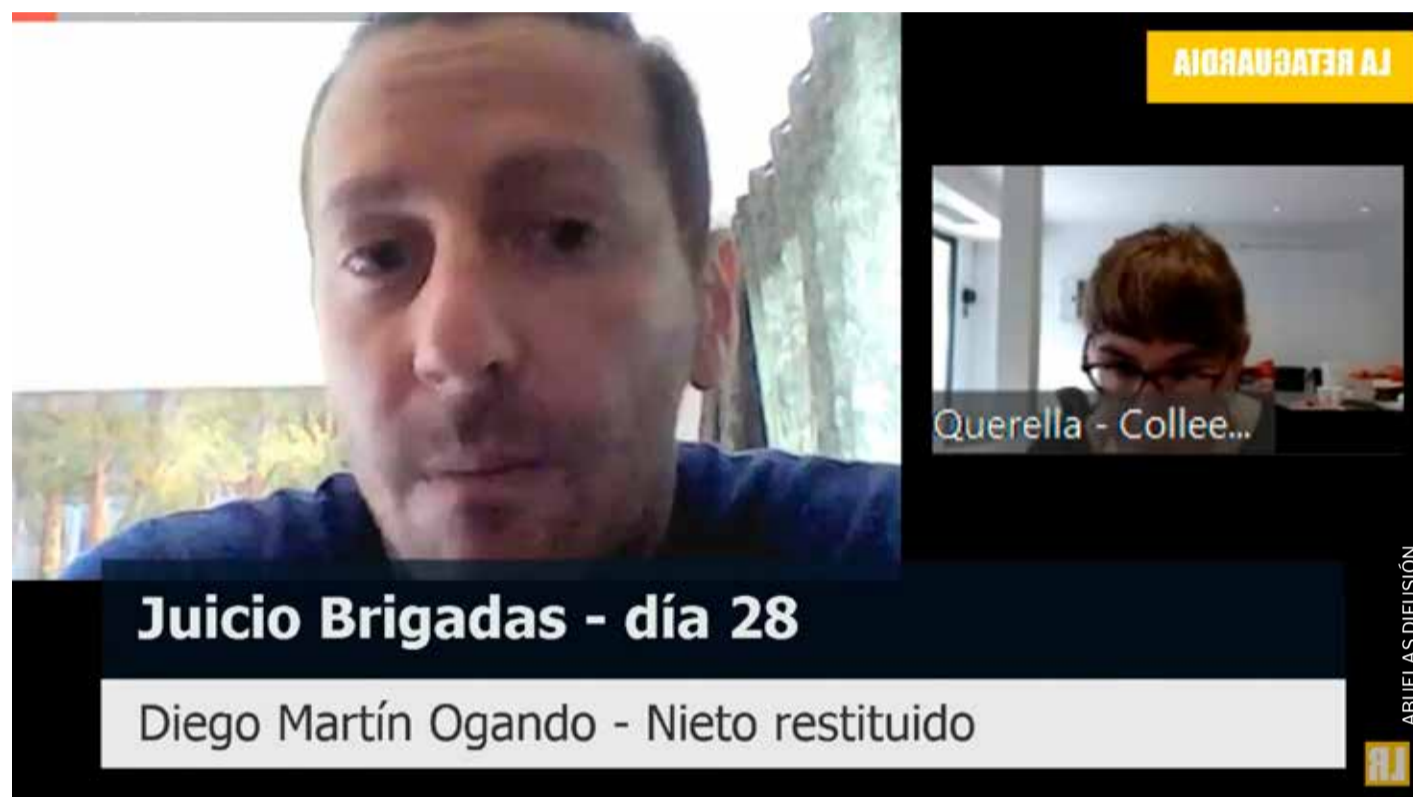 LA RETAGUARDIA
Querella - Collee...
Juicio Brigadas - día 28
Diego Martín Ogando - Nieto restituido
ABUELAS DIFUSIÓN
LR